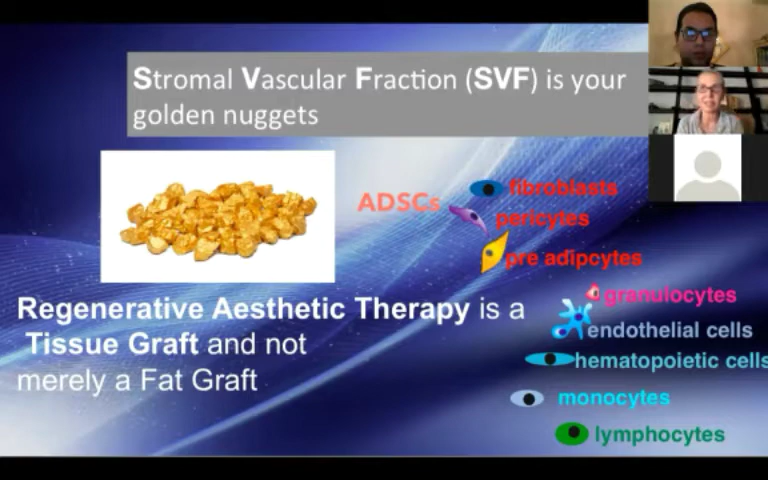 Stromal Vascular Fraction (SVF) is your
golden nuggets
ADSCs
fibroblasts
pericytes
pre adipcytes
granulocytes
endothelial cells
hematopoietic cells
monocytes
lymphocytes
Regenerative Aesthetic Therapy is a
Tissue Graft and not
merely a Fat Graft